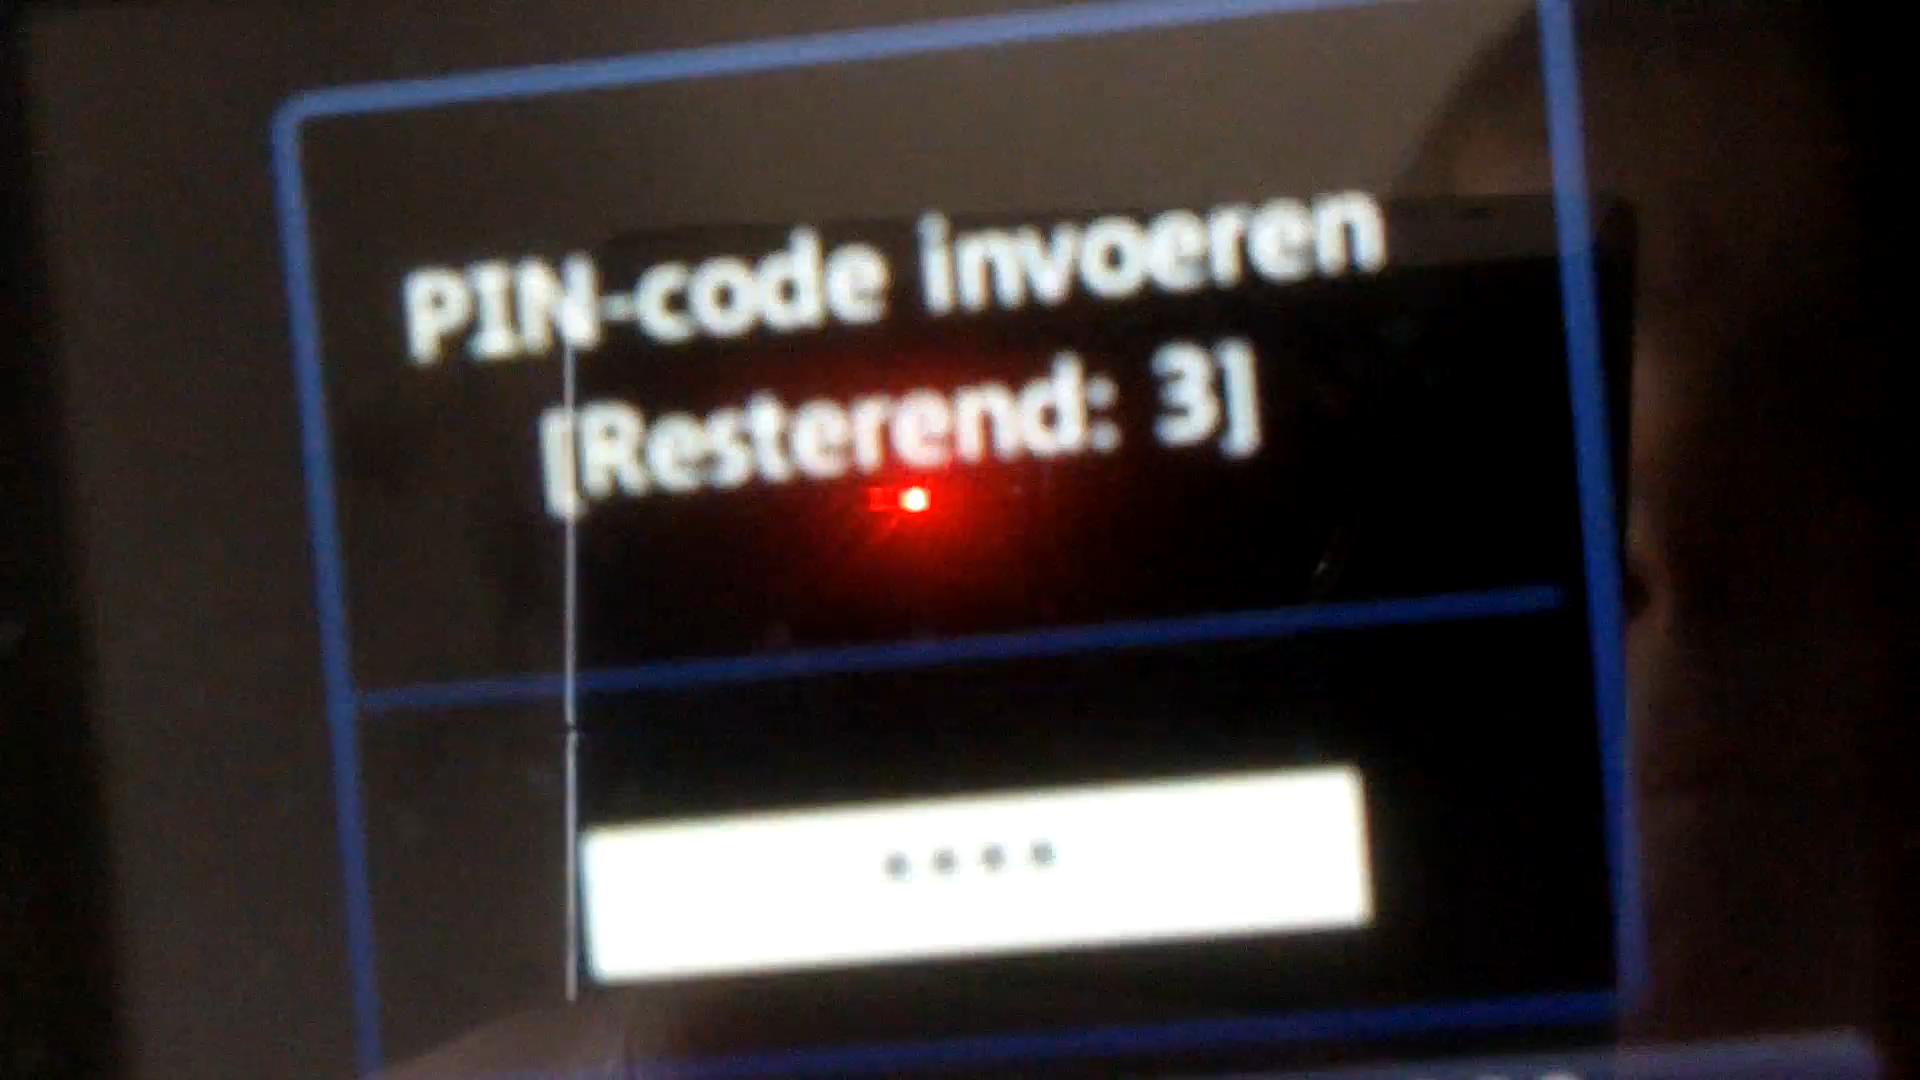 PIN-code invoeren
[Resterend: 3]
••••